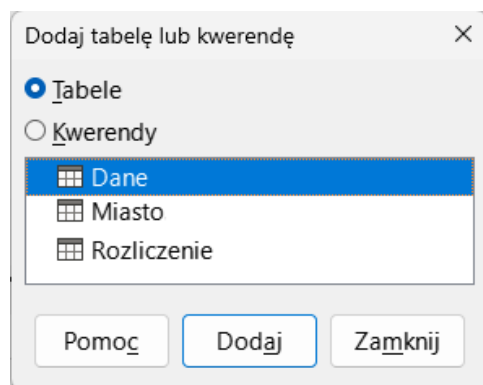 Dodaj tabelę lub kwerendę
Tabele
Kwerendy
Dane
Miasto
Rozliczenie
Pomoc Dodaj Zamknij